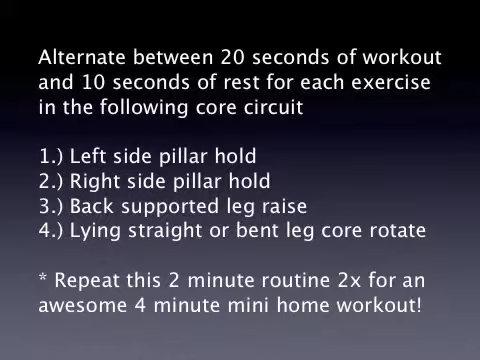 Alternate between 20 seconds of workout
and 10 seconds of rest for each exercise
in the following core circuit
1.) Left side pillar hold
2.) Right side pillar hold
3.) Back supported leg raise
4.) Lying straight or bent leg core rotate
* Repeat this 2 minute routine 2x for an
awesome 4 minute mini home workout!